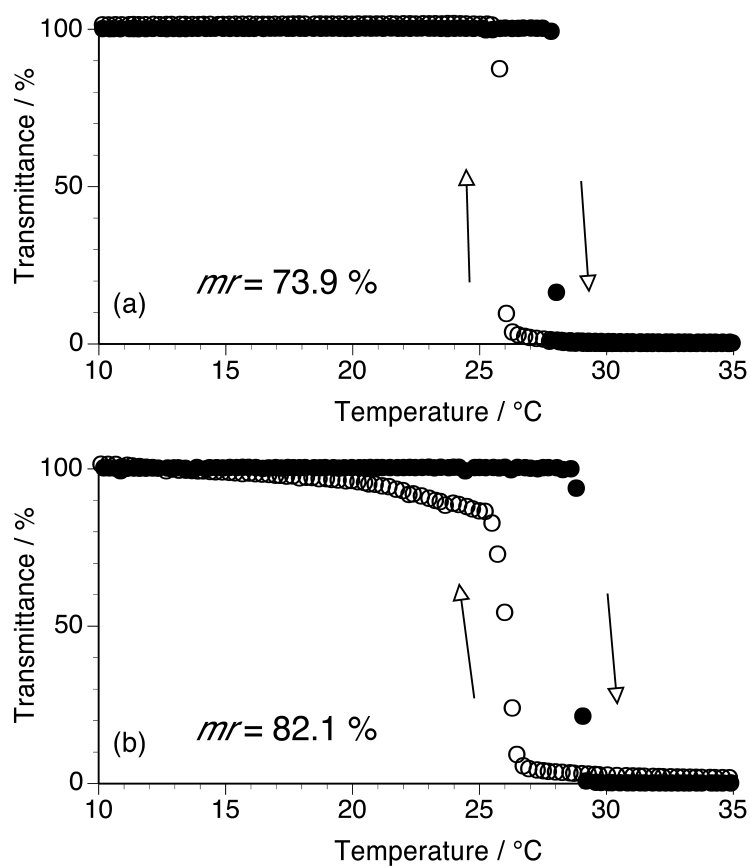 100
50
0
Transmittance / %
(a)
mr = 73.9 %
10 15 20 25 30 35
Temperature / °C
100
50
0
Transmittance / %
(b)
mr = 82.1 %
10 15 20 25 30 35
Temperature / °C